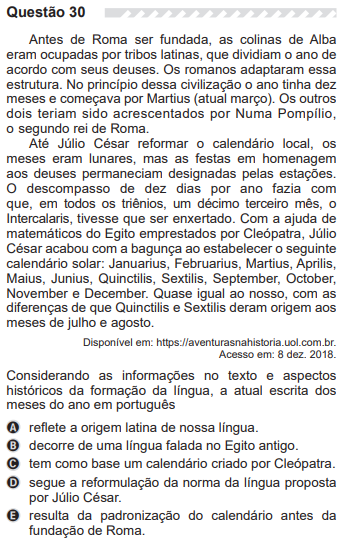 Questão 30
Antes de Roma ser fundada, as colinas de Alba
eram ocupadas por tribos latinas, que dividiam o ano de
acordo com seus deuses. Os romanos adaptaram essa
estrutura. No princípio dessa civilização o ano tinha dez
meses e começava por Martius (atual março). Os outros
dois teriam sido acrescentados por Numa Pompílio,
o segundo rei de Roma.
Até Júlio César reformar o calendário local, os
meses eram lunares, mas as festas em homenagem
aos deuses permaneciam designadas pelas estações.
O descompasso de dez dias por ano fazia com
que, em todos os triênios, um décimo terceiro mês, o
Intercalaris, tivesse que ser enxertado. Com a ajuda de
matemáticos do Egito emprestados por Cleópatra, Júlio
César acabou com a bagunça ao estabelecer o seguinte
calendário solar: Januarius, Februarius, Martius, Aprilis,
Maius, Junius, Quinctilis, Sextilis, September, October,
November e December. Quase igual ao nosso, com as
diferenças de que Quinctilis e Sextilis deram origem aos
meses de julho e agosto.
Disponível em: https://aventurasnahistoria.uol.com.br.
Acesso em: 8 dez. 2018.
Considerando as informações no texto e aspectos
históricos da formação da língua, a atual escrita dos
meses do ano em português
A reflete a origem latina de nossa língua.
B decorre de uma língua falada no Egito antigo.
C tem como base um calendário criado por Cleópatra.
D segue a reformulação da norma da língua proposta
por Júlio César.
E resulta da padronização do calendário antes da
fundação de Roma.